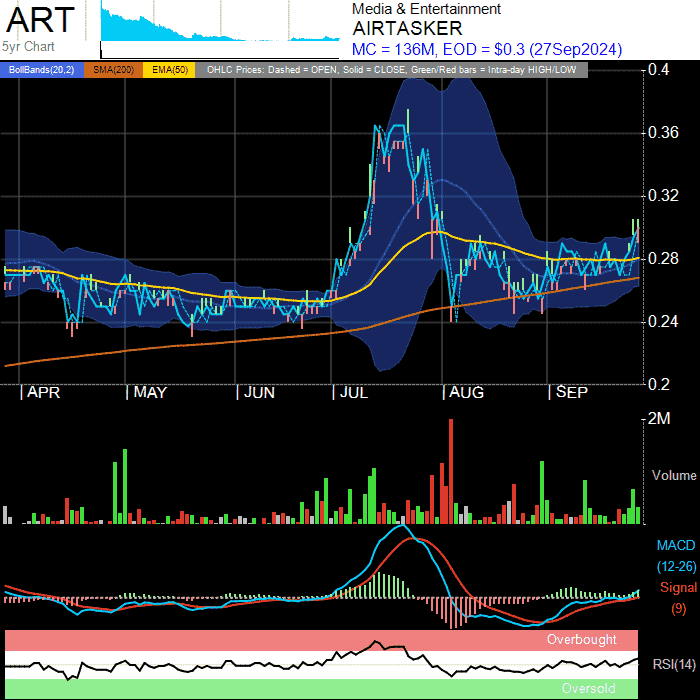 ART
5yr Chart
Media & Entertainment
AIRTASKER
MC = 136M, EOD = $0.3 (27Sep2024)
BollBands(20,2) SMA(200) EMA(50) OHLC Prices: Dashed = OPEN, Solid = CLOSE, Green/Red bars = Intra-day HIGH/LOW
0.4
0.36
0.32
0.28
0.24
0.2
APR MAY JUN JUL AUG SEP
2M
Volume
MACD
(12-26)
Signal
(9)
Overbought
RSI(14)
Oversold